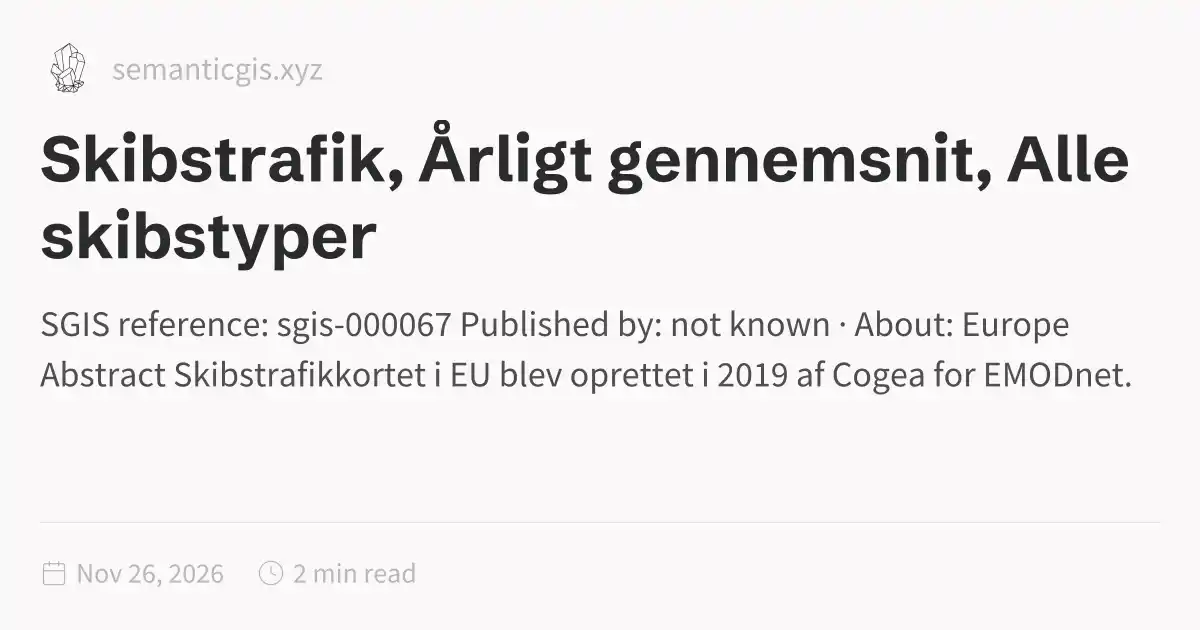 semanticgis.xyz
Skibstrafik, Årligt gennemsnit, Alle
skibstyper
SGIS reference: sgis-000067 Published by: not known · About: Europe
Abstract Skibstrafikkortet i EU blev oprettet i 2019 af Cogea for EMODnet.
Nov 26, 2026 2 min read